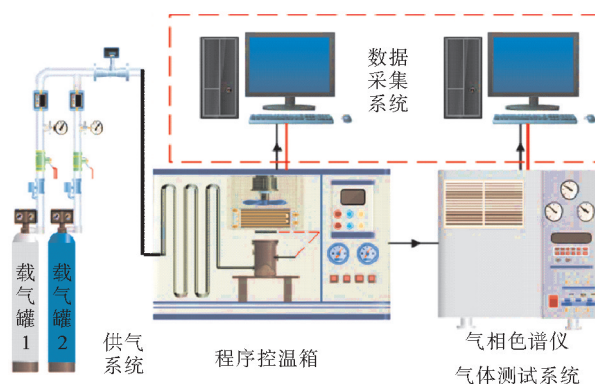 数据
采集
系统
载气罐1
载气罐2
供气
系统
程序控温箱
气相色谱仪
气体测试系统